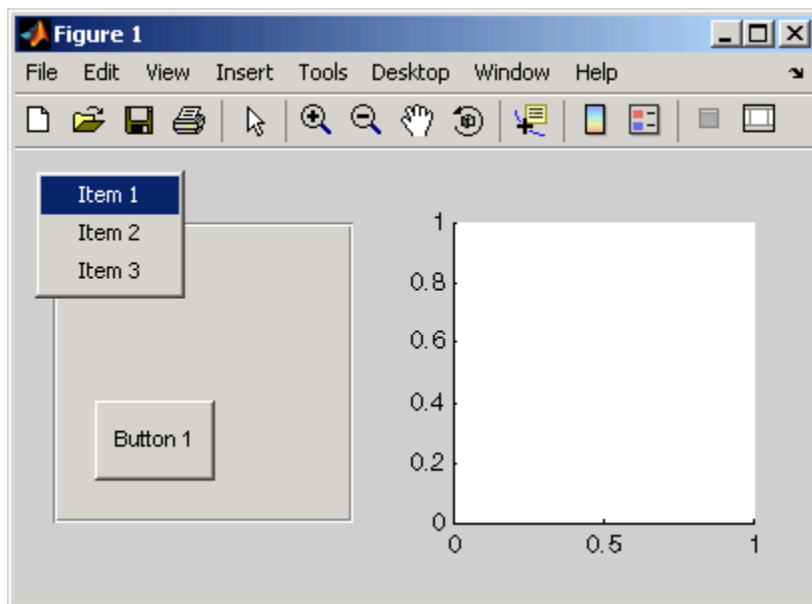 Figure 1
File Edit View Insert Tools Desktop Window Help
Item 1
Item 2
Item 3
Button 1
1
0.8
0.6
0.4
0.2
0
0 0.5 1